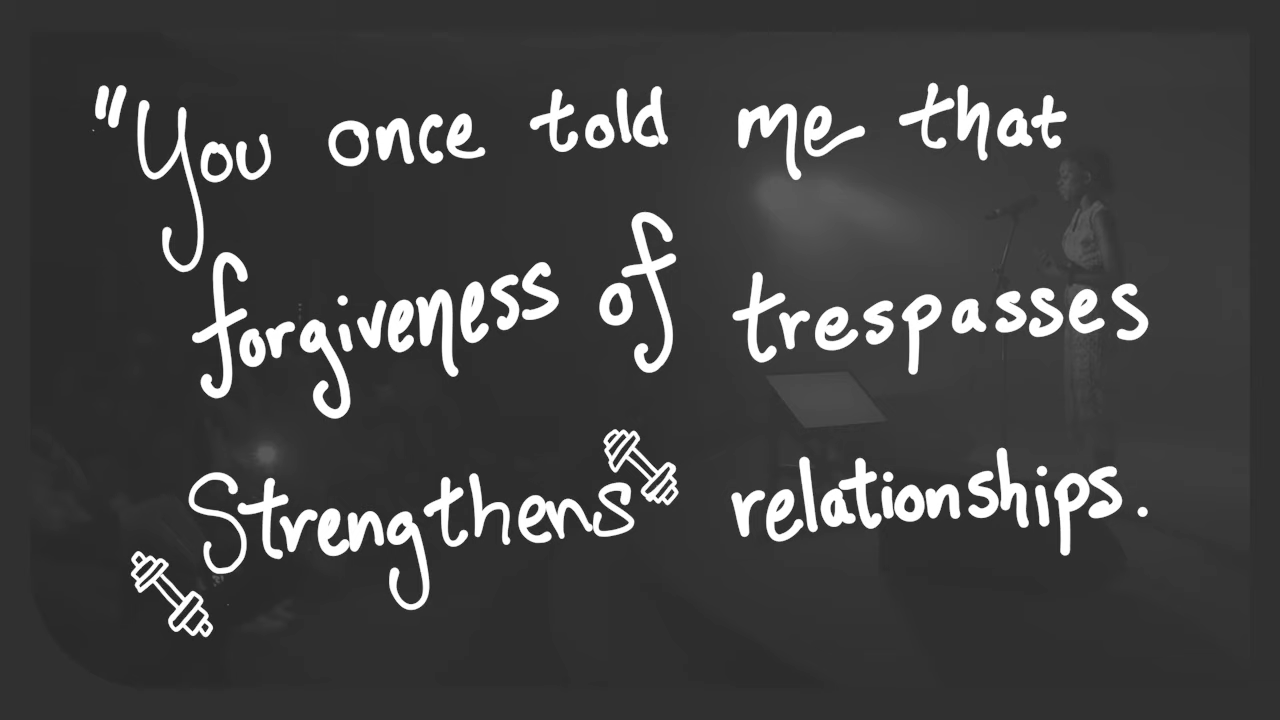 "You once told me that
forgiveness of trespasses
Strengthens relationships.